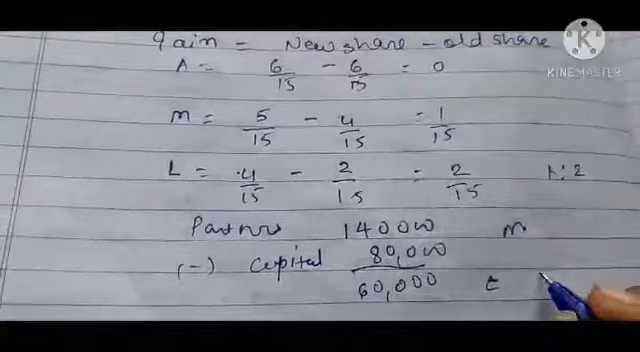 Gain = New share - old share
A = 6/15 - 6/15 = 0
M = 5/15 - 4/15 = 1/15
L = 4/15 - 2/15 = 2/15 1:2
Partners 140000 M
(-) Capital 80,000
60,000 L
KINEMASTER